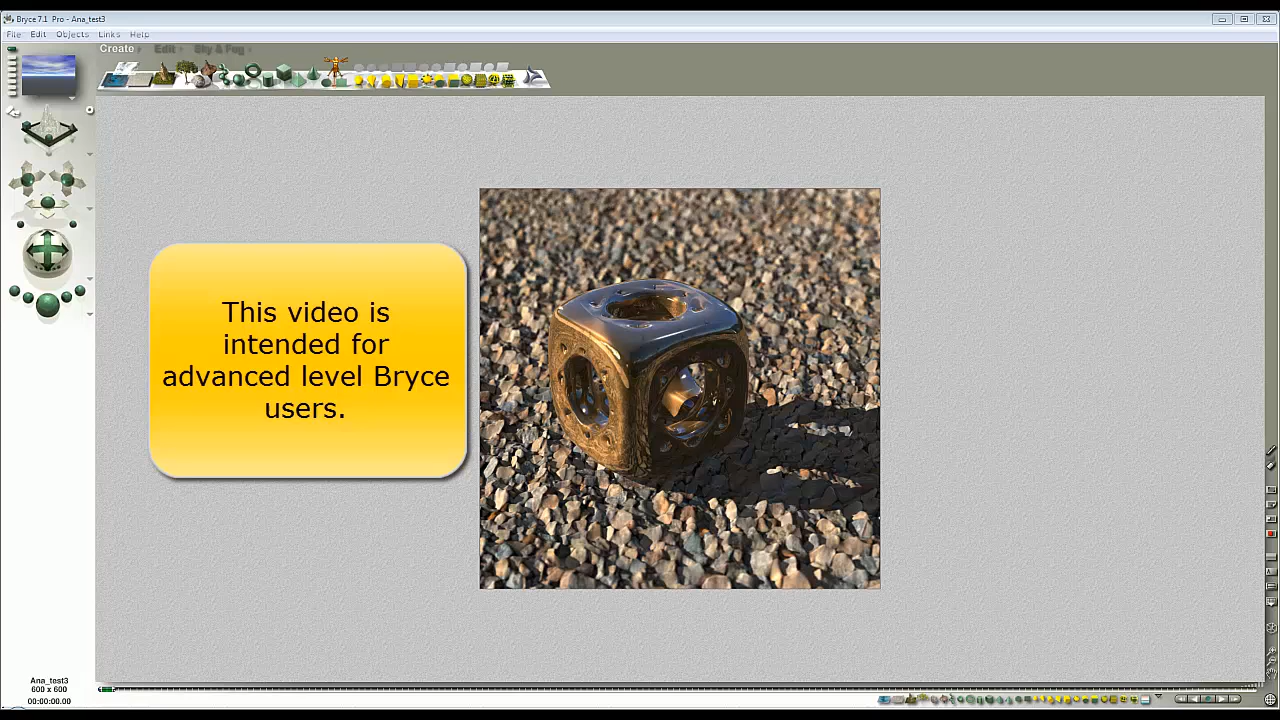 Bryce 7.1 Pro - Ana_test3
File Edit Objects Links Help
Create Edit Sky & Fog
This video is
intended for
advanced level Bryce
users.
Ana_test3
600 x 600
00:00:00.00